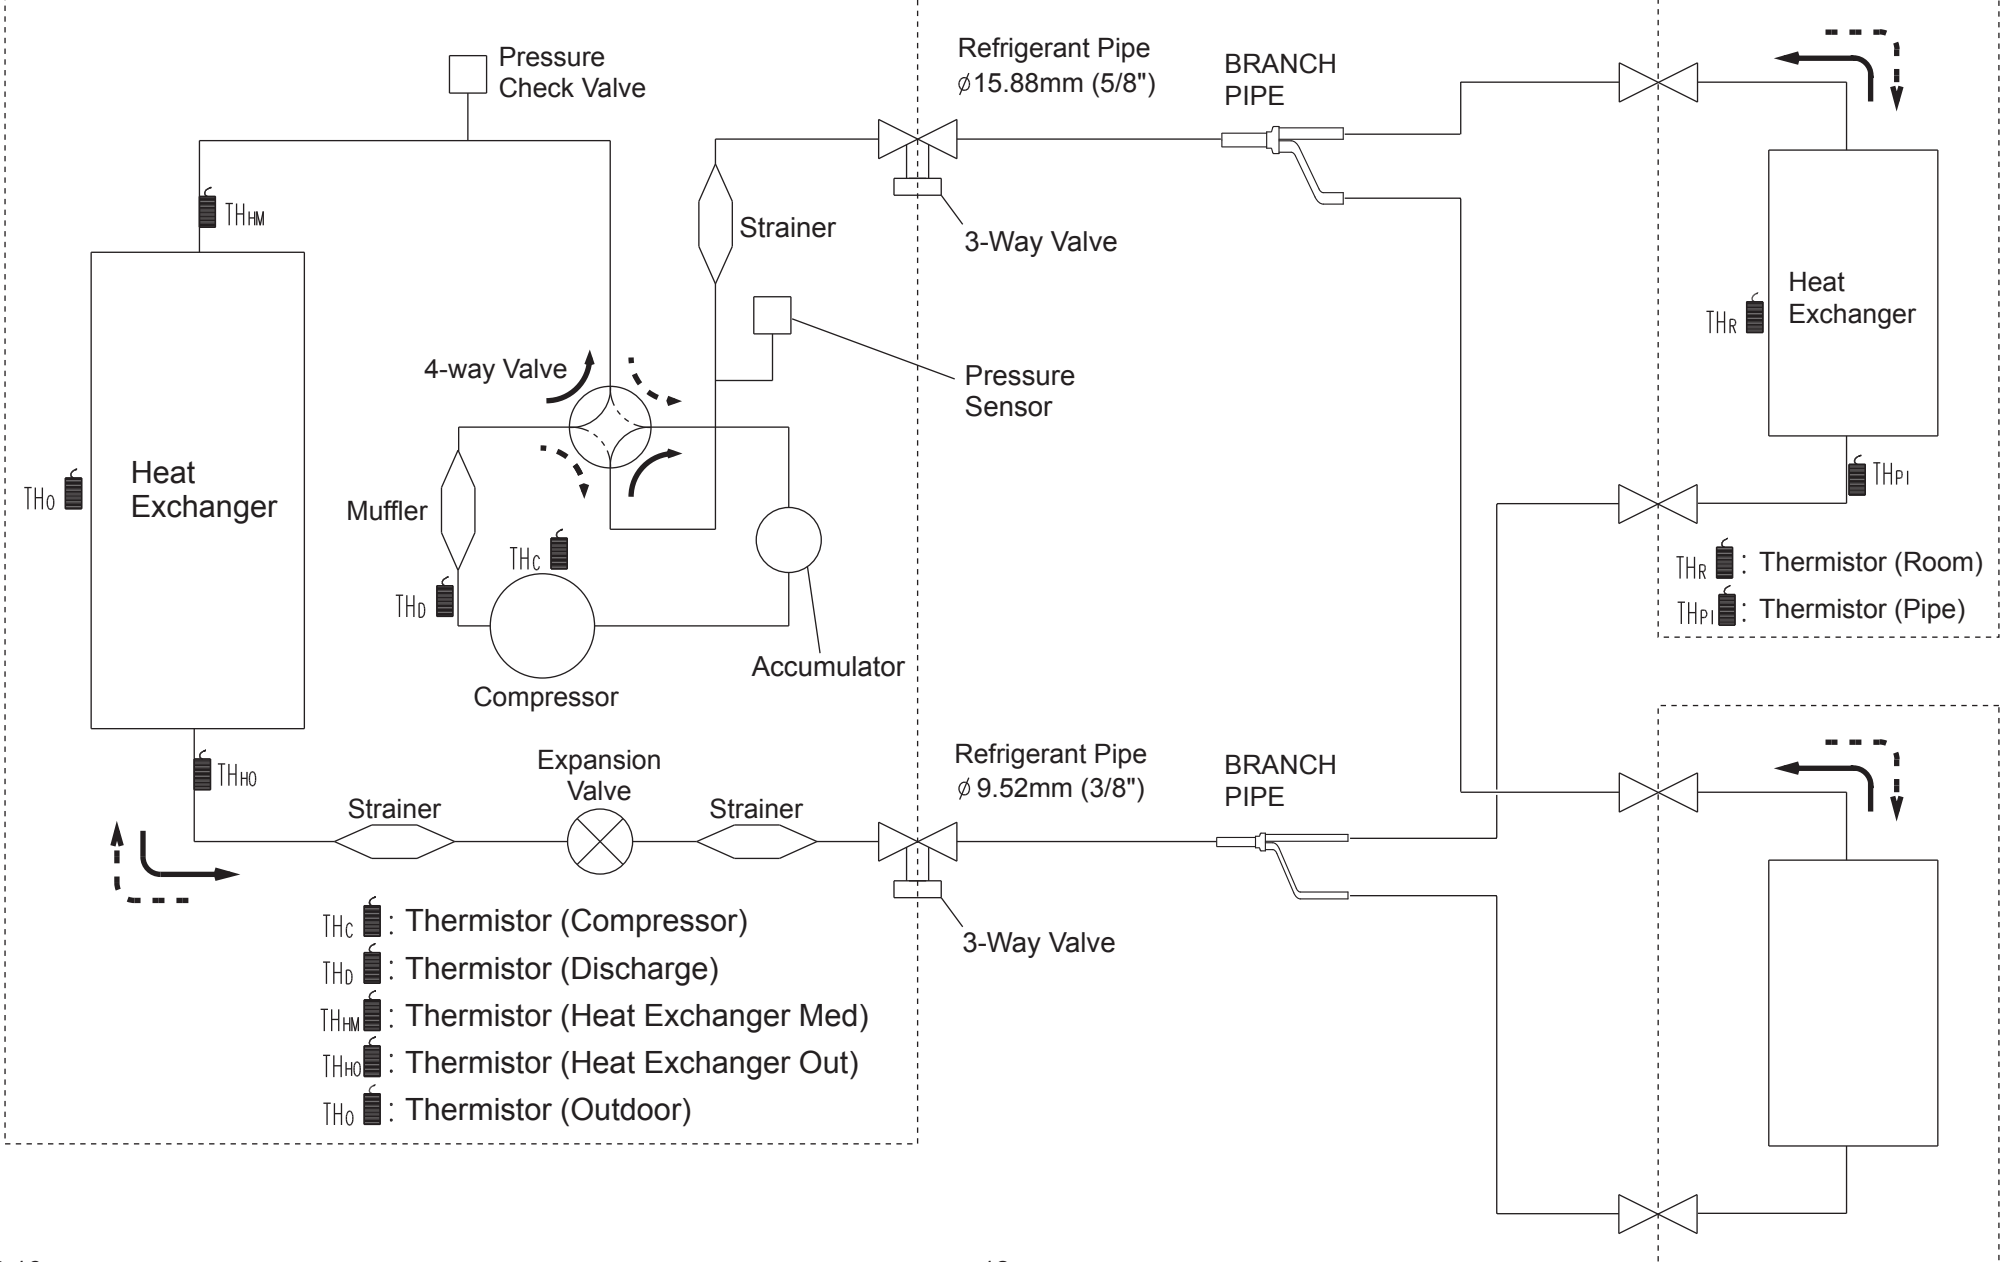 Pressure
Check Valve
Refrigerant Pipe
⌀15.88mm (5/8")
BRANCH
PIPE
THHM
Strainer
3-Way Valve
Heat
Exchanger
THR
4-way Valve
Pressure
Sensor
Heat
Exchanger
THO
Muffler
THPI
THC
THD
THR : Thermistor (Room)
THPI : Thermistor (Pipe)
Accumulator
Compressor
THHO
Expansion
Valve
Strainer
Strainer
Refrigerant Pipe
⌀ 9.52mm (3/8")
BRANCH
PIPE
3-Way Valve
THC : Thermistor (Compressor)
THD : Thermistor (Discharge)
THHM : Thermistor (Heat Exchanger Med)
THHO : Thermistor (Heat Exchanger Out)
THO : Thermistor (Outdoor)